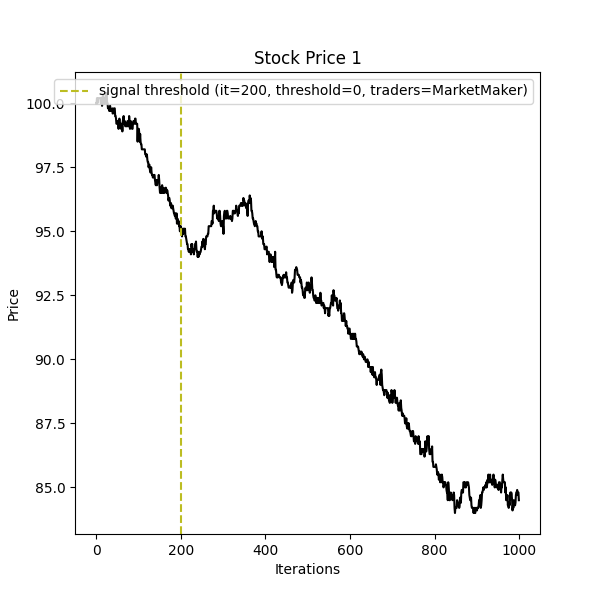 Stock Price 1
signal threshold (it=200, threshold=0, traders=MarketMaker)
100.0
97.5
95.0
92.5
90.0
87.5
85.0
Price
0 200 400 600 800 1000
Iterations